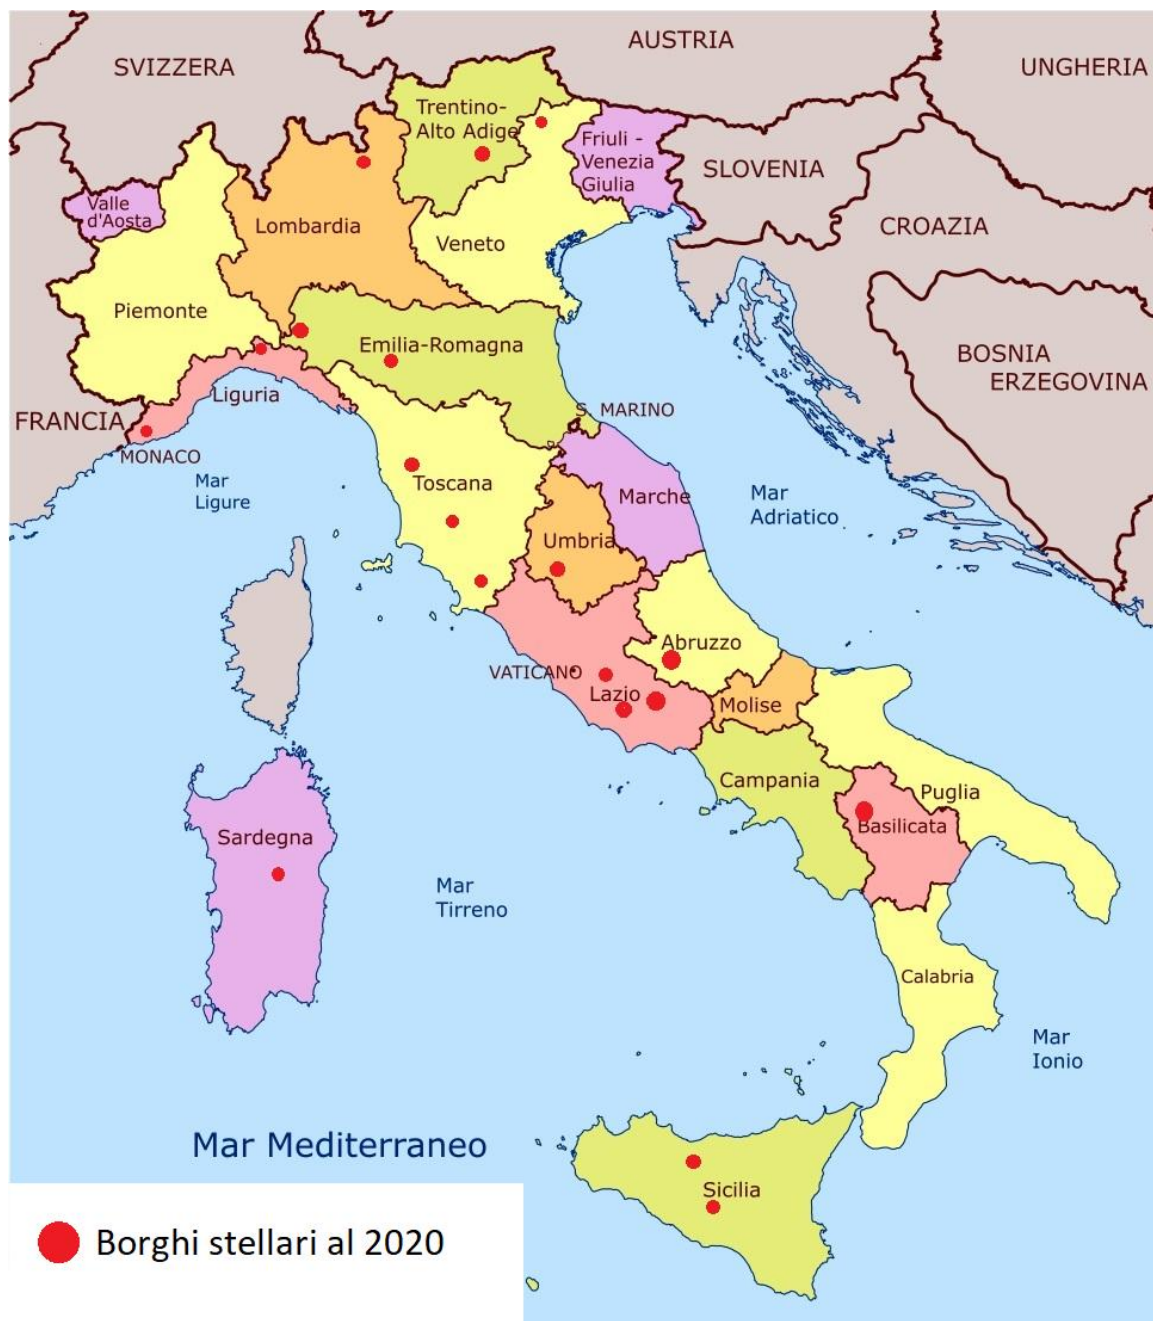 AUSTRIA
SVIZZERA
UNGHERIA
Trentino-
Alto Adige
Friuli -
Venezia
Giulia
SLOVENIA
Valle
d'Aosta
Lombardia
Veneto
CROAZIA
Piemonte
Emilia-Romagna
BOSNIA
ERZEGOVINA
Liguria
S. MARINO
FRANCIA
MONACO
Mar
Ligure
Toscana
Marche
Mar
Adriatico
Umbria
Abruzzo
VATICANO
Lazio
Molise
Campania
Puglia
Basilicata
Sardegna
Mar
Tirreno
Calabria
Mar
Ionio
Mar Mediterraneo
Sicilia
Borghi stellari al 2020